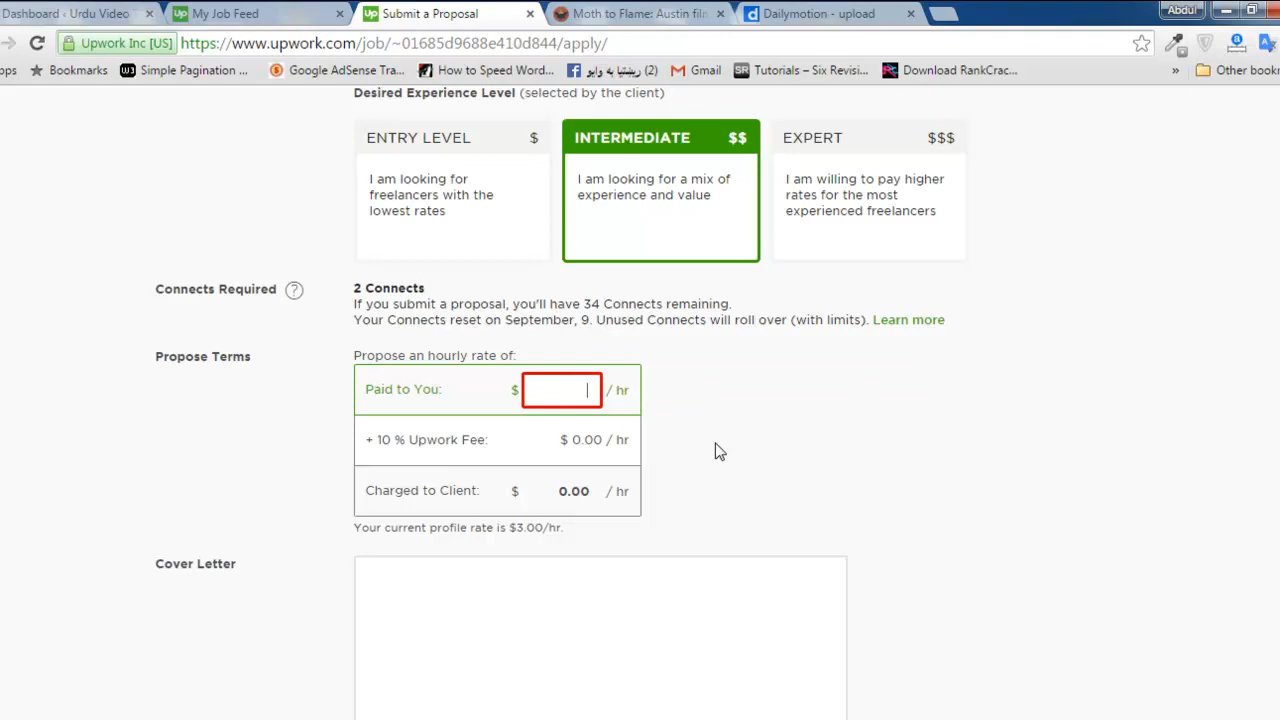 Abdul
Dashboard ‹ Urdu Video
My Job Feed
Submit a Proposal
Moth to Flame: Austin film
Dailymotion - upload
Upwork Inc [US] https://www.upwork.com/job/~01685d9688e410d844/apply/
pps Bookmarks Simple Pagination ... Google AdSense Tra... How to Speed Word... (2) ریښتیا به وایو Gmail Tutorials – Six Revisi... Download RankCrac... » Other bookm
Desired Experience Level (selected by the client)
ENTRY LEVEL $
I am looking for
freelancers with the
lowest rates
INTERMEDIATE $$
I am looking for a mix of
experience and value
EXPERT $$$
I am willing to pay higher
rates for the most
experienced freelancers
Connects Required ?
2 Connects
If you submit a proposal, you'll have 34 Connects remaining.
Your Connects reset on September, 9. Unused Connects will roll over (with limits). Learn more
Propose Terms
Propose an hourly rate of:
Paid to You: $ / hr
+ 10 % Upwork Fee: $ 0.00 / hr
Charged to Client: $ 0.00 / hr
Your current profile rate is $3.00/hr.
Cover Letter